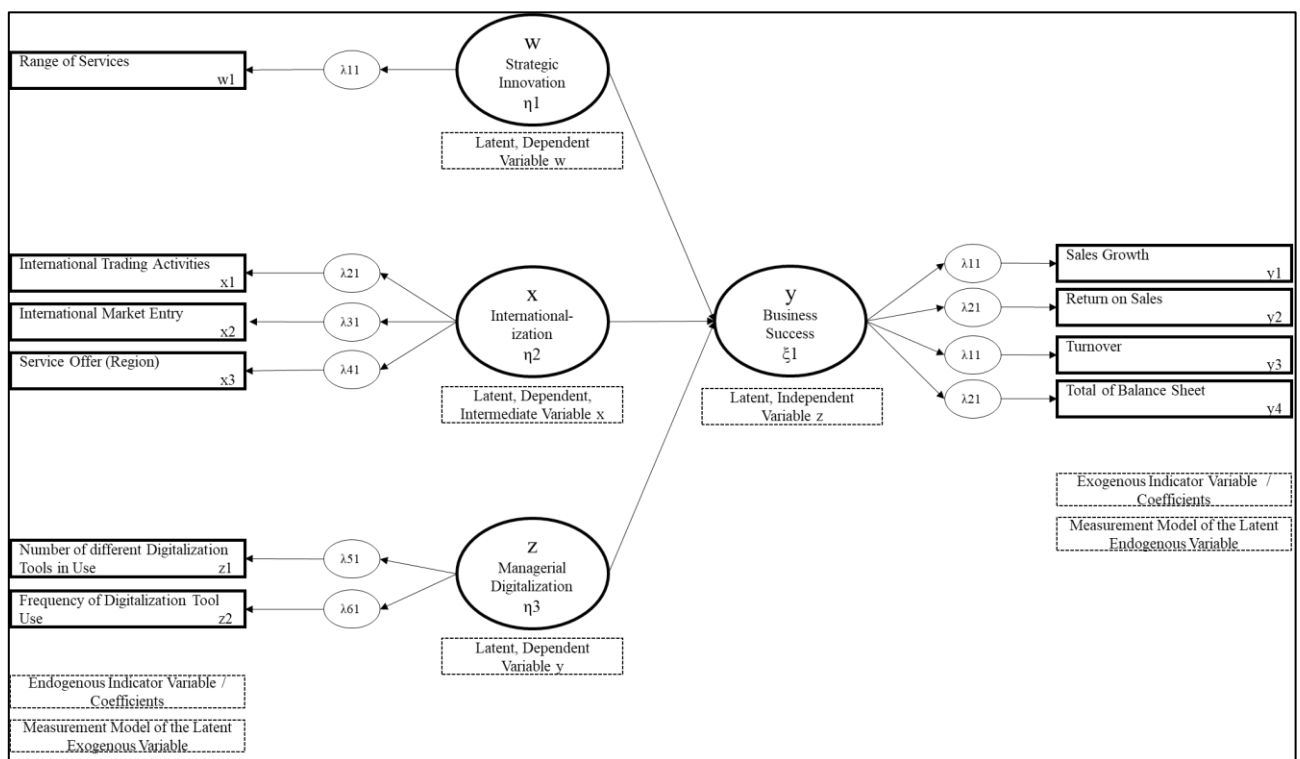 Range of Services
w1
λ11
w
Strategic
Innovation
η1
Latent, Dependent
Variable w
International Trading Activities
x1
λ21
International Market Entry
x2
λ31
Service Offer (Region)
x3
λ41
x
International-
ization
η2
Latent, Dependent,
Intermediate Variable x
y
Business
Success
ξ1
Latent, Independent
Variable z
λ11
Sales Growth
y1
λ21
Return on Sales
y2
λ11
Turnover
y3
λ21
Total of Balance Sheet
y4
Exogenous Indicator Variable /
Coefficients
Measurement Model of the Latent
Endogenous Variable
Number of different Digitalization
Tools in Use z1
λ51
Frequency of Digitalization Tool
Use z2
λ61
z
Managerial
Digitalization
η3
Latent, Dependent
Variable y
Endogenous Indicator Variable /
Coefficients
Measurement Model of the Latent
Exogenous Variable